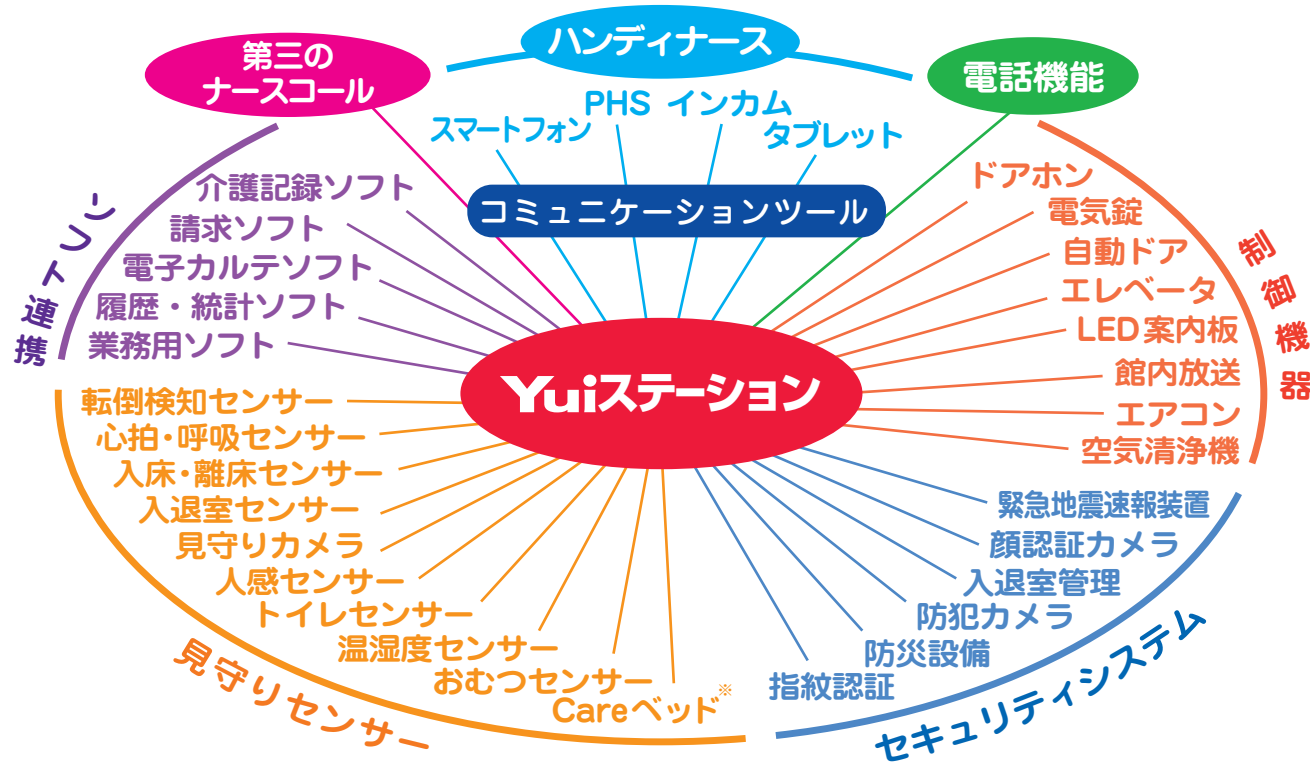 第三の
ナースコール
ハンディナース
電話機能
スマートフォン
PHS
インカム
タブレット
コミュニケーションツール
ソフト連携
介護記録ソフト
請求ソフト
電子カルテソフト
履歴・統計ソフト
業務用ソフト
Yuiステーション
制御機器
ドアホン
電気錠
自動ドア
エレベータ
LED案内板
館内放送
エアコン
空気清浄機
見守りセンサー
転倒検知センサー
心拍・呼吸センサー
入床・離床センサー
入退室センサー
見守りカメラ
人感センサー
トイレセンサー
温湿度センサー
おむつセンサー
Careベッド※
セキュリティシステム
緊急地震速報装置
顔認証カメラ
入退室管理
防犯カメラ
防災設備
指紋認証